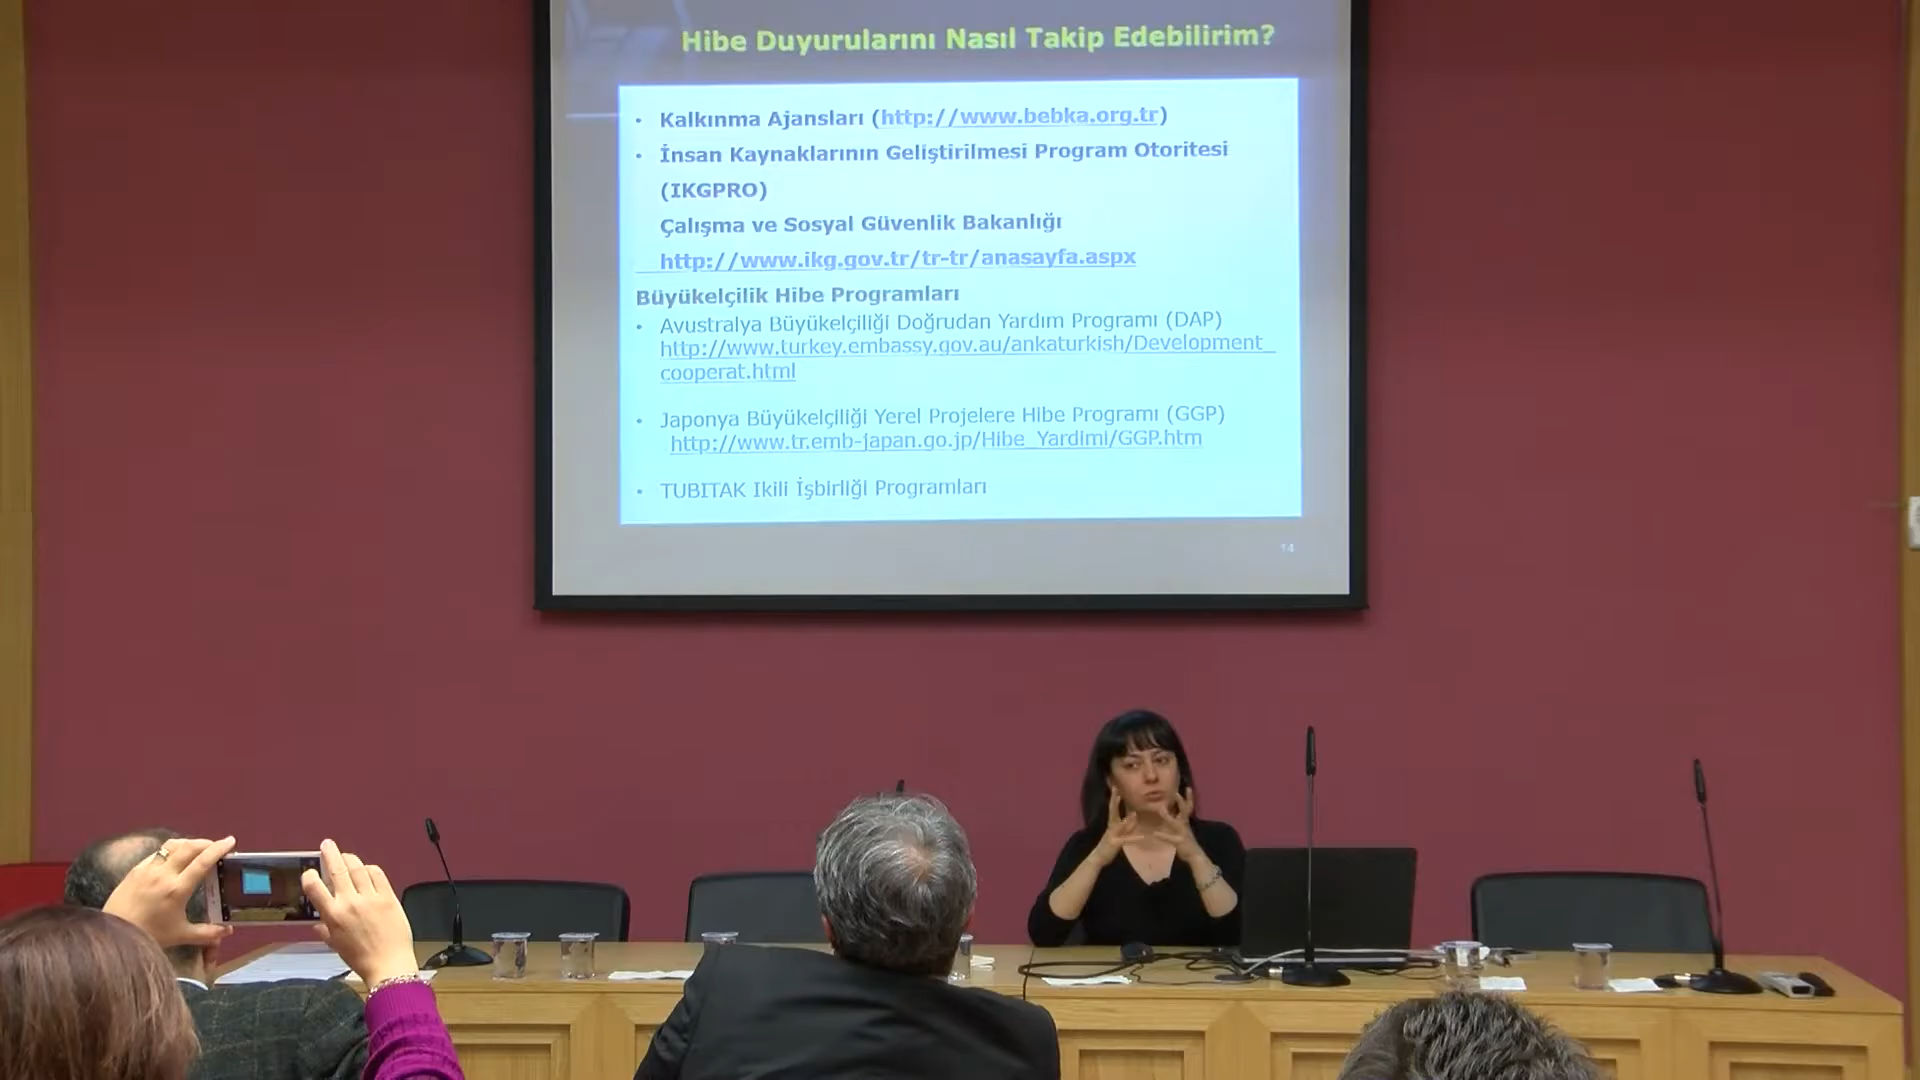 Hibe Duyurularını Nasıl Takip Edebilirim?
• Kalkınma Ajansları (http://www.bebka.org.tr)
• İnsan Kaynaklarının Geliştirilmesi Program Otoritesi
(IKGPRO)
Çalışma ve Sosyal Güvenlik Bakanlığı
http://www.ikg.gov.tr/tr-tr/anasayfa.aspx
Büyükelçilik Hibe Programları
• Avustralya Büyükelçiliği Doğrudan Yardım Programı (DAP)
http://www.turkey.embassy.gov.au/ankaturkish/Development_
cooperat.html
• Japonya Büyükelçiliği Yerel Projelere Hibe Programı (GGP)
http://www.tr.emb-japan.go.jp/Hibe_Yardimi/GGP.htm
• TUBITAK Ikili İşbirliği Programları
14